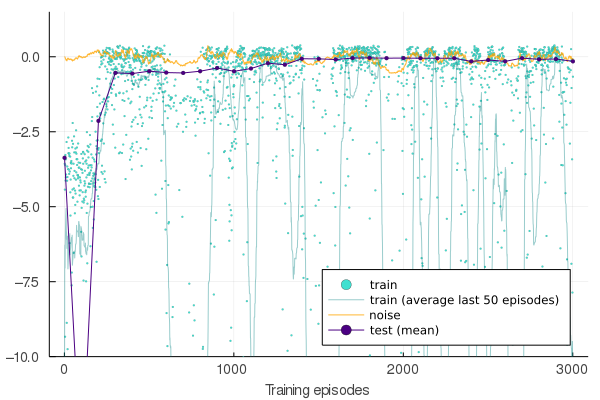 0.0
−2.5
−5.0
−7.5
−10.0
train
train (average last 50 episodes)
noise
test (mean)
0
1000
2000
3000
Training episodes